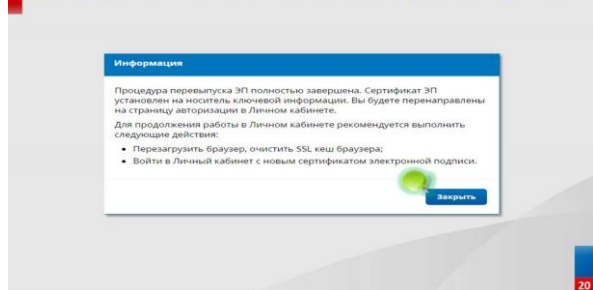 Информация
Процедура перевыпуска ЭП полностью завершена. Сертификат ЭП
установлен на носитель ключевой информации. Вы будете перенаправлены
на страницу авторизации в Личном кабинете.
Для продолжения работы в Личном кабинете рекомендуется выполнить
следующие действия:
• Перезагрузить браузер, очистить SSL кеш браузера;
• Войти в Личный кабинет с новым сертификатом электронной подписи.
Закрыть
20